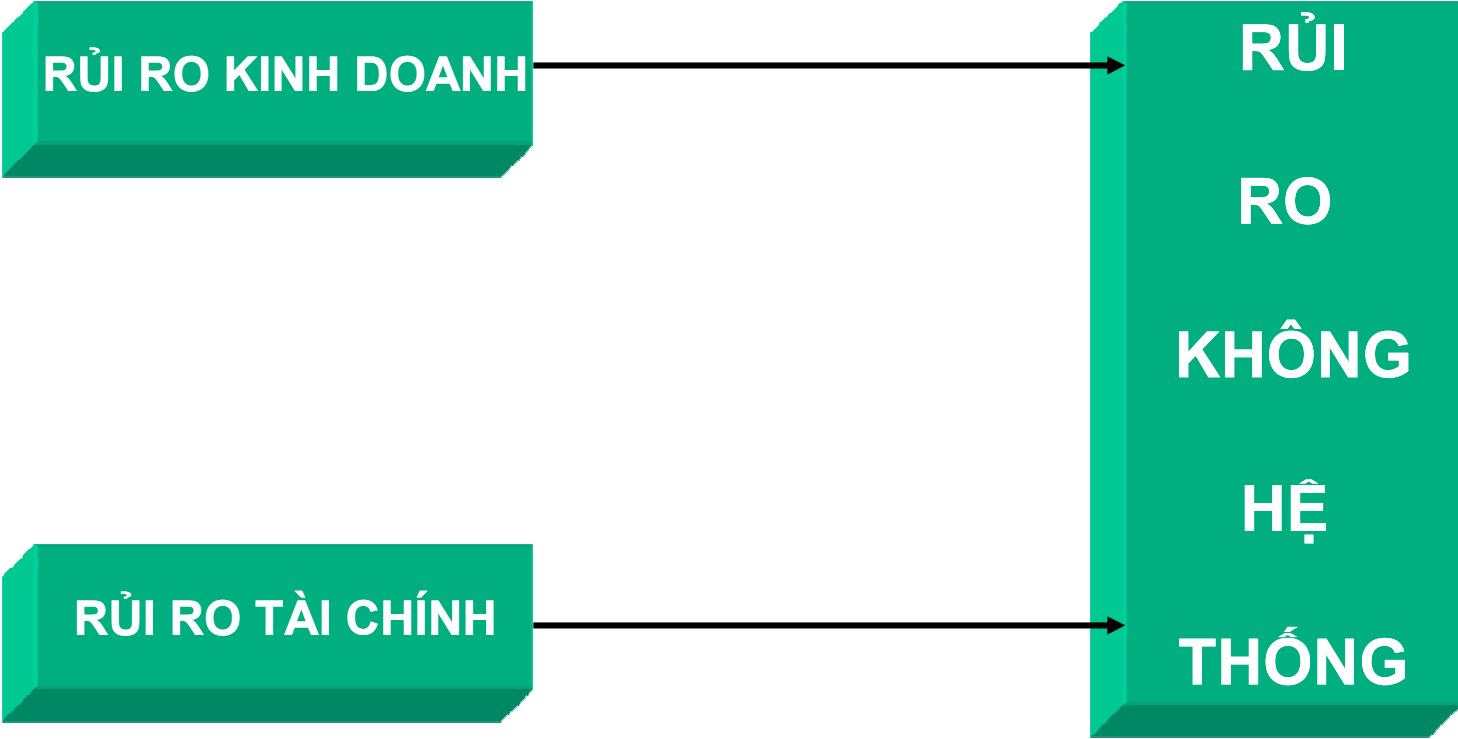 RỦI RO KINH DOANH
RỦI RO TÀI CHÍNH
RỦI
RO
KHÔNG
HỆ
THỐNG